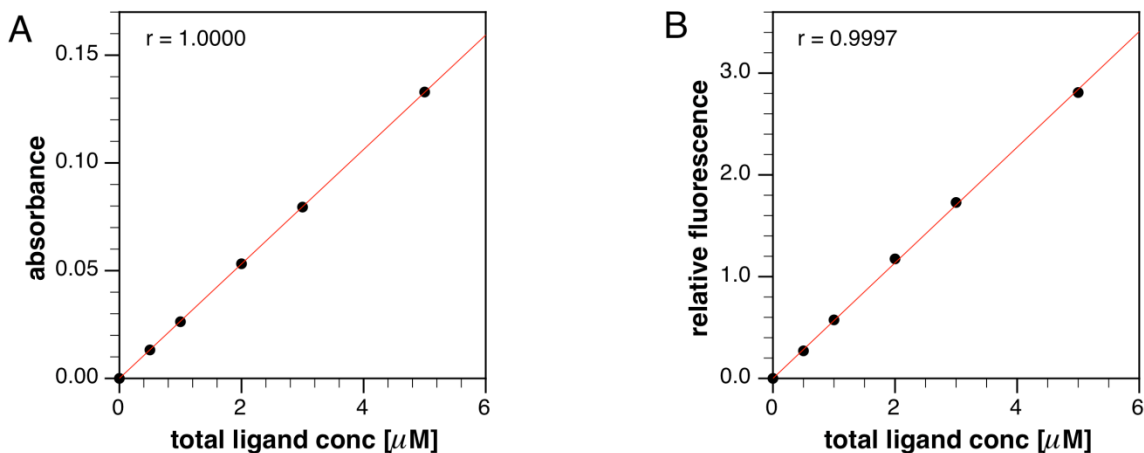 A
r = 1.0000
0.15
0.10
0.05
0.00
absorbance
0
2
4
6
total ligand conc [μM]
B
r = 0.9997
3.0
2.0
1.0
0.0
relative fluorescence
0
2
4
6
total ligand conc [μM]